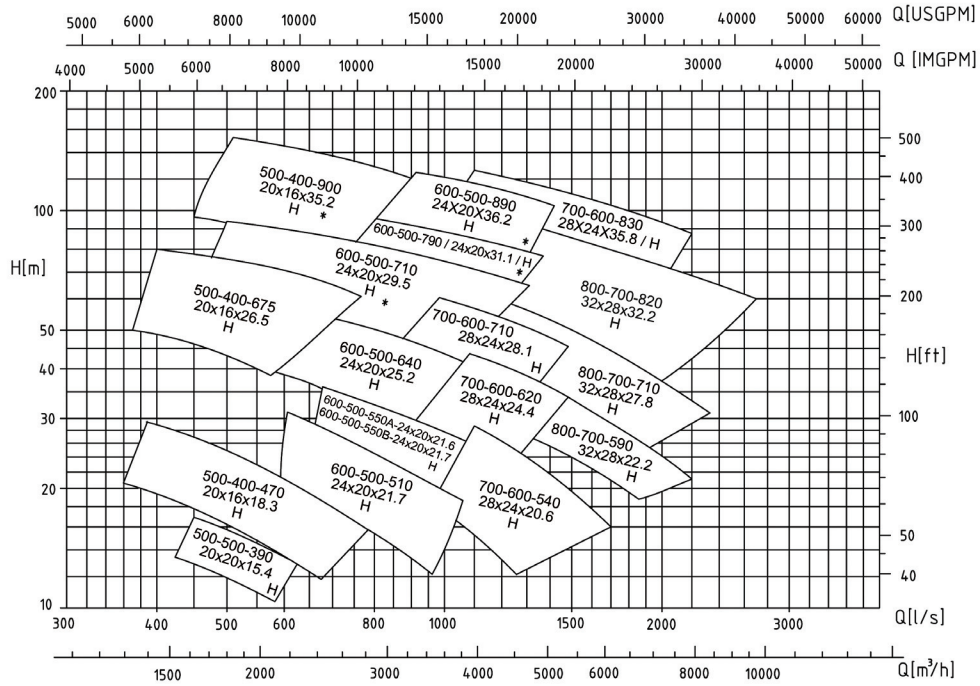 5000 6000 8000 10000 15000 20000 30000 40000 50000 60000 Q[USGPM]
4000 5000 6000 8000 10000 15000 20000 30000 40000 50000 Q [IMGPM]
200
500
400
500-400-900
20x16x35.2
H *
600-500-890
24X20X36.2
H
*
700-600-830
28X24X35.8 / H
100
300
600-500-790 / 24x20x31.1 / H
*
H[m]
600-500-710
24x20x29.5
H *
500-400-675
20x16x26.5
H
800-700-820
32x28x32.2
H
200
700-600-710
28x24x28.1
H
50
H[ft]
600-500-640
24x20x25.2
H
40
800-700-710
32x28x27.8
H
700-600-620
28x24x24.4
H
100
30
600-500-550A-24x20x21.6
600-500-550B-24x20x21.7
H
800-700-590
32x28x22.2
H
500-400-470
20x16x18.3
H
600-500-510
24x20x21.7
H
700-600-540
28x24x20.6
H
20
50
500-500-390
20x20x15.4
H
40
10
300 400 500 600 800 1000 1500 2000 3000 Q[l/s]
1500 2000 3000 4000 5000 6000 8000 10000 Q[m³/h]